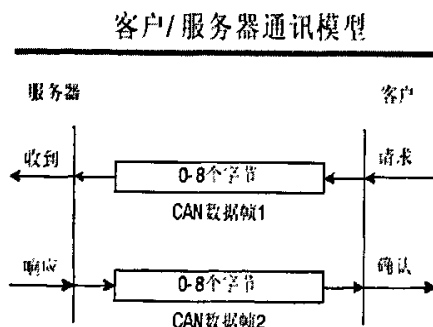 客户/服务器通讯模型
服务器 客户
收到 0-8个字节 请求
CAN数据帧1
响应 0-8个字节 确认
CAN数据帧2